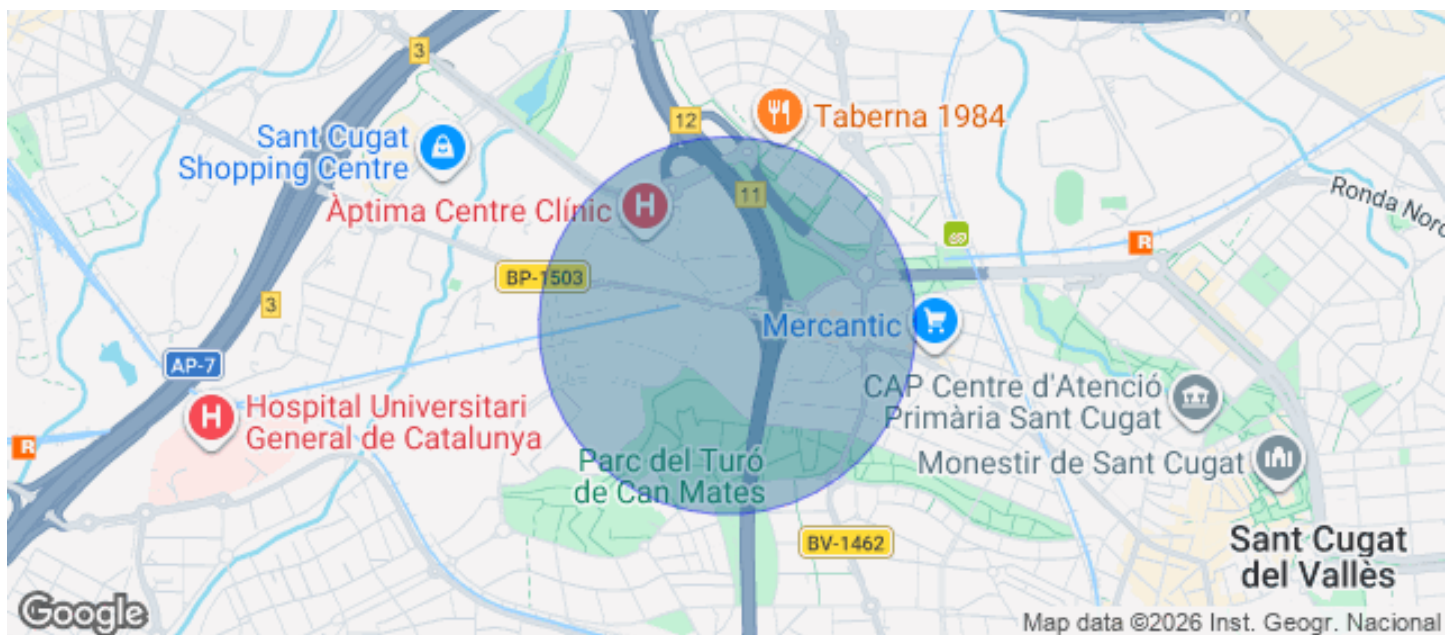 3
12
Taberna 1984
Sant Cugat
Shopping Centre
Àptima Centre Clínic
H
11
Ronda Nord
R
BP-1503
3
Mercantic
AP-7
H
Hospital Universitari
General de Catalunya
CAP Centre d'Atenció
Primària Sant Cugat
R
Parc del Turó
de Can Mates
Monestir de Sant Cugat
BV-1462
Sant Cugat
del Vallès
Google
Map data ©2026 Inst. Geogr. Nacional